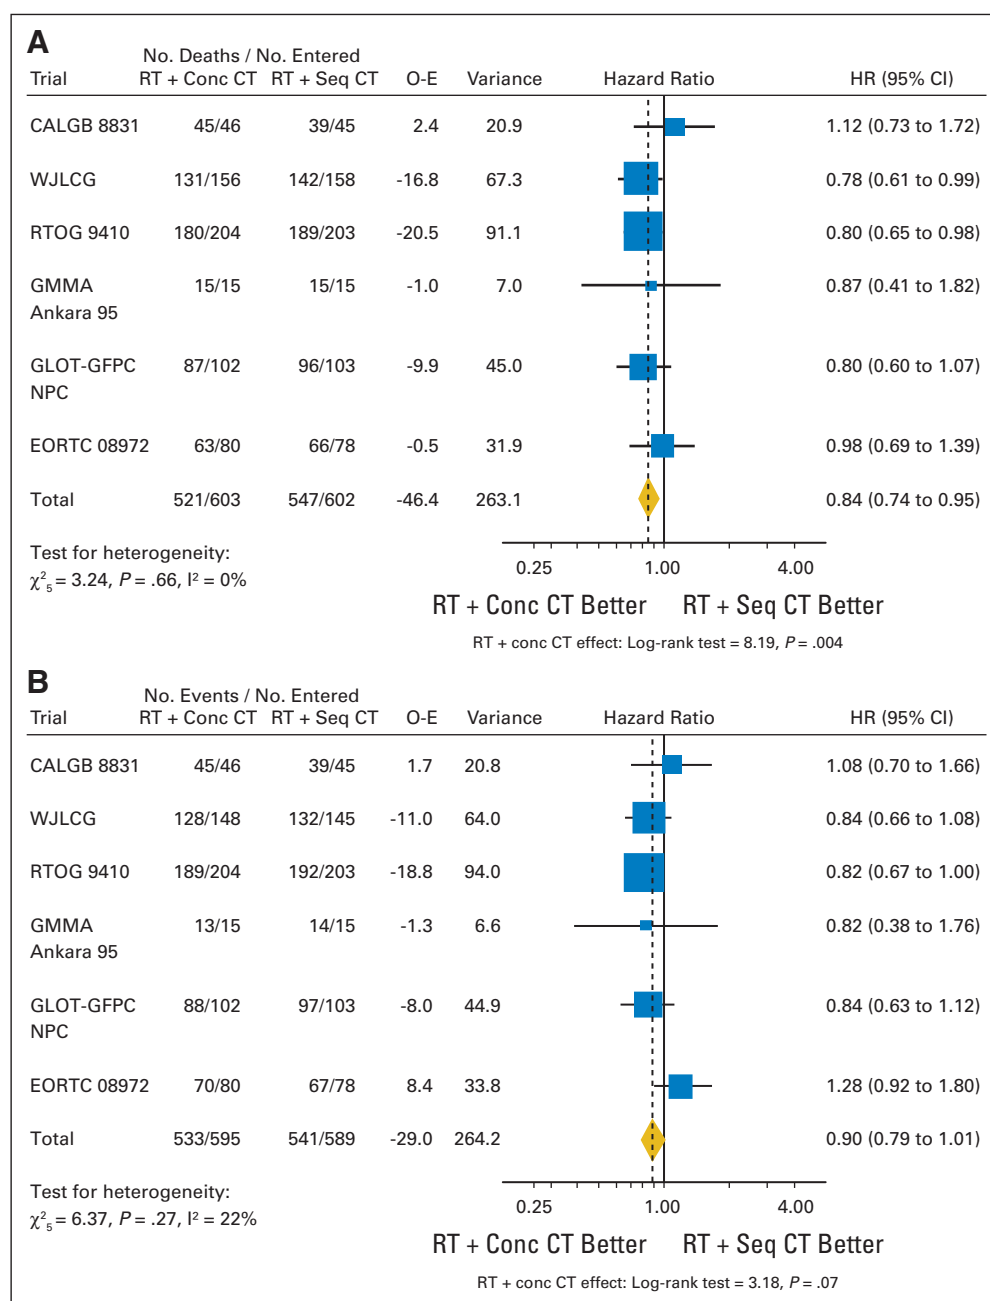 A
No. Deaths / No. Entered
Trial RT + Conc CT RT + Seq CT O-E Variance Hazard Ratio HR (95% CI)
CALGB 8831 45/46 39/45 2.4 20.9 1.12 (0.73 to 1.72)
WJLCG 131/156 142/158 -16.8 67.3 0.78 (0.61 to 0.99)
RTOG 9410 180/204 189/203 -20.5 91.1 0.80 (0.65 to 0.98)
GMMA 15/15 15/15 -1.0 7.0 0.87 (0.41 to 1.82)
Ankara 95
GLOT-GFPC 87/102 96/103 -9.9 45.0 0.80 (0.60 to 1.07)
NPC
EORTC 08972 63/80 66/78 -0.5 31.9 0.98 (0.69 to 1.39)
Total 521/603 547/602 -46.4 263.1 0.84 (0.74 to 0.95)
Test for heterogeneity:
χ²₅ = 3.24, P = .66, I² = 0%
0.25 1.00 4.00
RT + Conc CT Better RT + Seq CT Better
RT + conc CT effect: Log-rank test = 8.19, P = .004
B
No. Events / No. Entered
Trial RT + Conc CT RT + Seq CT O-E Variance Hazard Ratio HR (95% CI)
CALGB 8831 45/46 39/45 1.7 20.8 1.08 (0.70 to 1.66)
WJLCG 128/148 132/145 -11.0 64.0 0.84 (0.66 to 1.08)
RTOG 9410 189/204 192/203 -18.8 94.0 0.82 (0.67 to 1.00)
GMMA 13/15 14/15 -1.3 6.6 0.82 (0.38 to 1.76)
Ankara 95
GLOT-GFPC 88/102 97/103 -8.0 44.9 0.84 (0.63 to 1.12)
NPC
EORTC 08972 70/80 67/78 8.4 33.8 1.28 (0.92 to 1.80)
Total 533/595 541/589 -29.0 264.2 0.90 (0.79 to 1.01)
Test for heterogeneity:
χ²₅ = 6.37, P = .27, I² = 22%
0.25 1.00 4.00
RT + Conc CT Better RT + Seq CT Better
RT + conc CT effect: Log-rank test = 3.18, P = .07